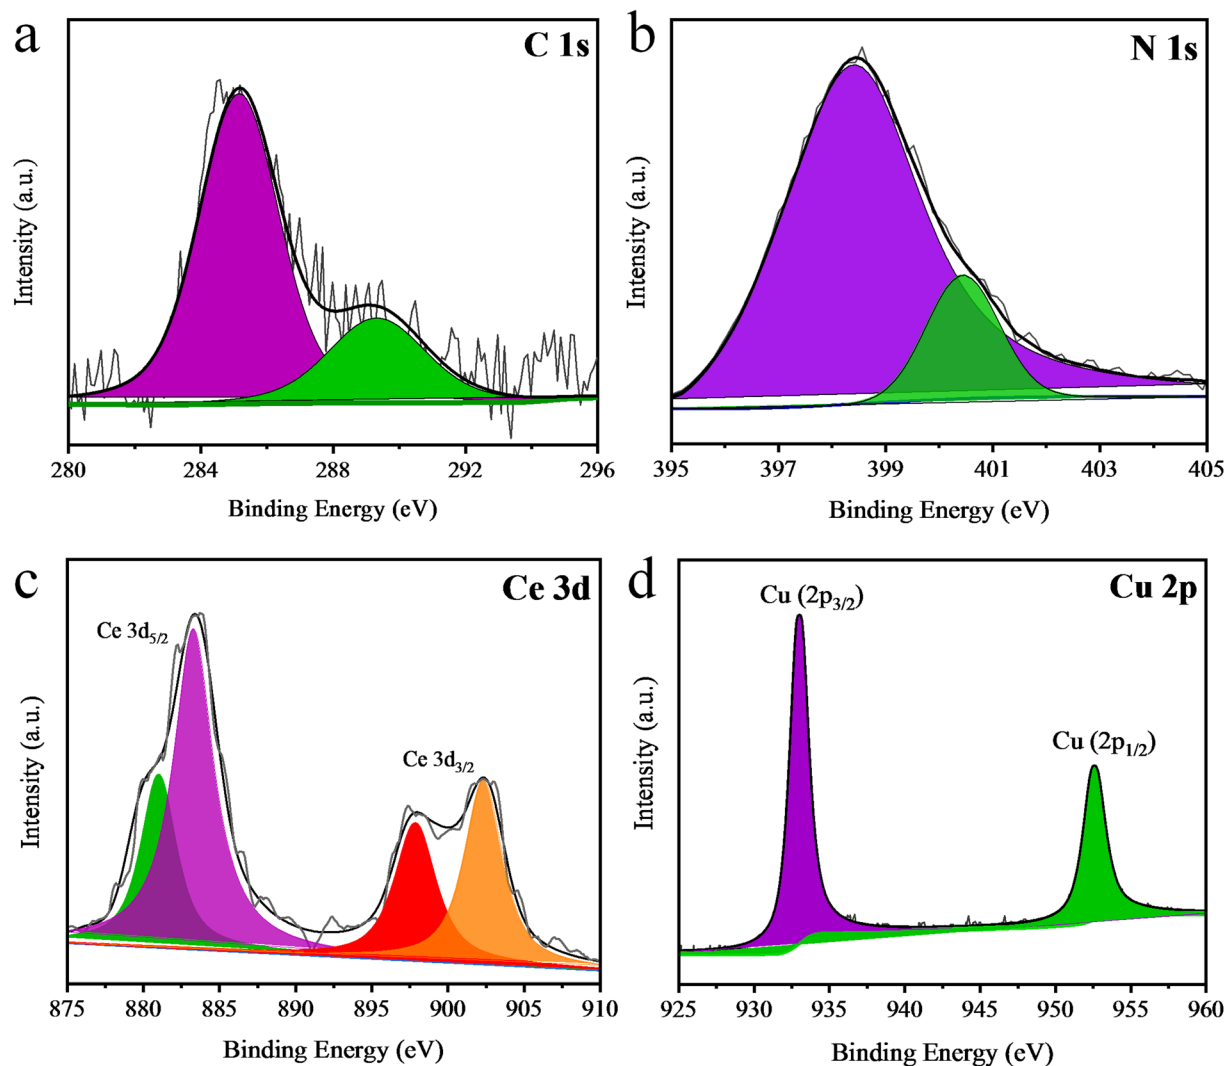 a
C 1s
Intensity (a.u.)
280 284 288 292 296
Binding Energy (eV)
b
N 1s
Intensity (a.u.)
395 397 399 401 403 405
Binding Energy (eV)
c
Ce 3d
Ce 3d5/2
Ce 3d3/2
Intensity (a.u.)
875 880 885 890 895 900 905 910
Binding Energy (eV)
d
Cu 2p
Cu (2p3/2)
Cu (2p1/2)
Intensity (a.u.)
925 930 935 940 945 950 955 960
Binding Energy (eV)